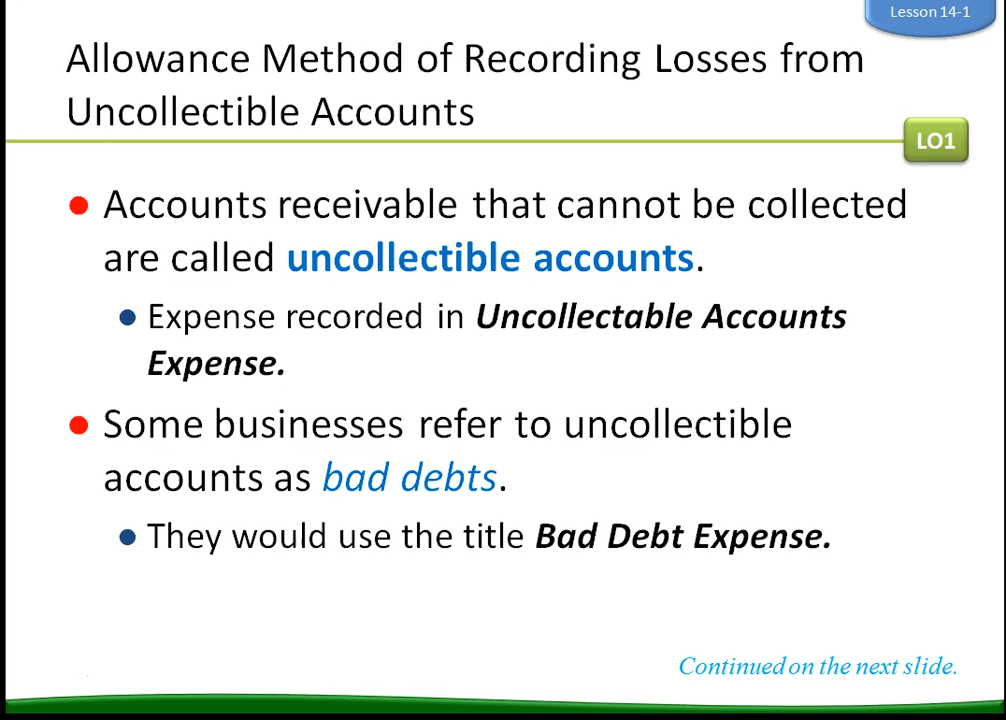 Lesson 14-1
Allowance Method of Recording Losses from
Uncollectible Accounts
LO1
● Accounts receivable that cannot be collected
are called uncollectible accounts.
● Expense recorded in Uncollectable Accounts
Expense.
● Some businesses refer to uncollectible
accounts as bad debts.
● They would use the title Bad Debt Expense.
Continued on the next slide.